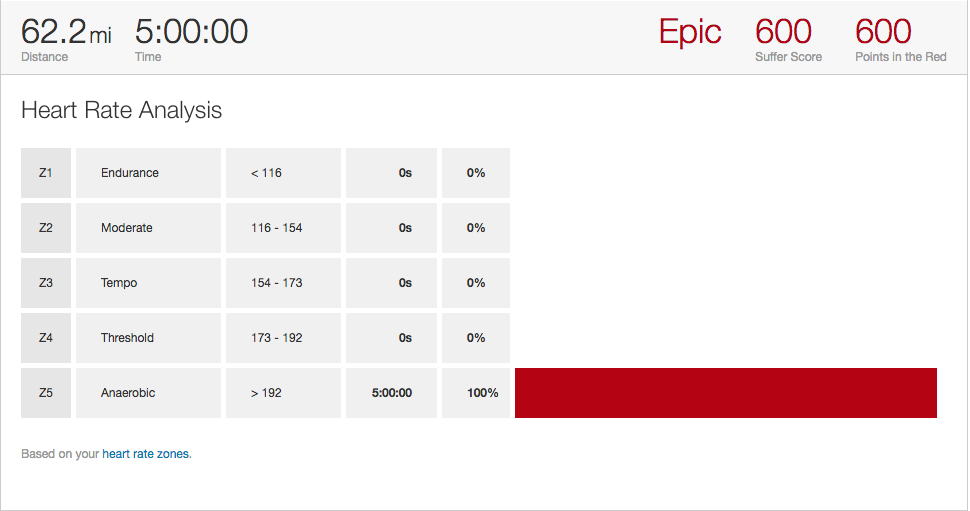 62.2 mi 5:00:00 Epic 600 600
Distance Time Suffer Score Points in the Red
Heart Rate Analysis
Z1 Endurance < 116 0s 0%
Z2 Moderate 116 - 154 0s 0%
Z3 Tempo 154 - 173 0s 0%
Z4 Threshold 173 - 192 0s 0%
Z5 Anaerobic > 192 5:00:00 100%
Based on your heart rate zones.